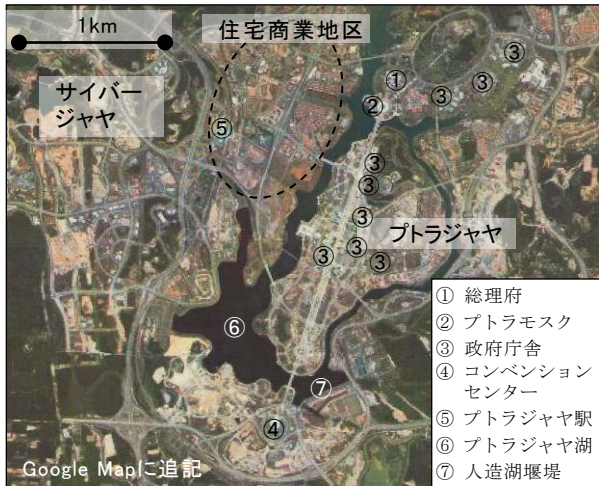 1km
住宅商業地区
サイバー
ジャヤ
①
②
③
③
③
⑤
③
③
③
③
③
③
プトラジャヤ
⑥
⑦
④
① 総理府
② プトラモスク
③ 政府庁舎
④ コンベンション
センター
⑤ プトラジャヤ駅
⑥ プトラジャヤ湖
⑦ 人造湖堰堤
Google Mapに追記